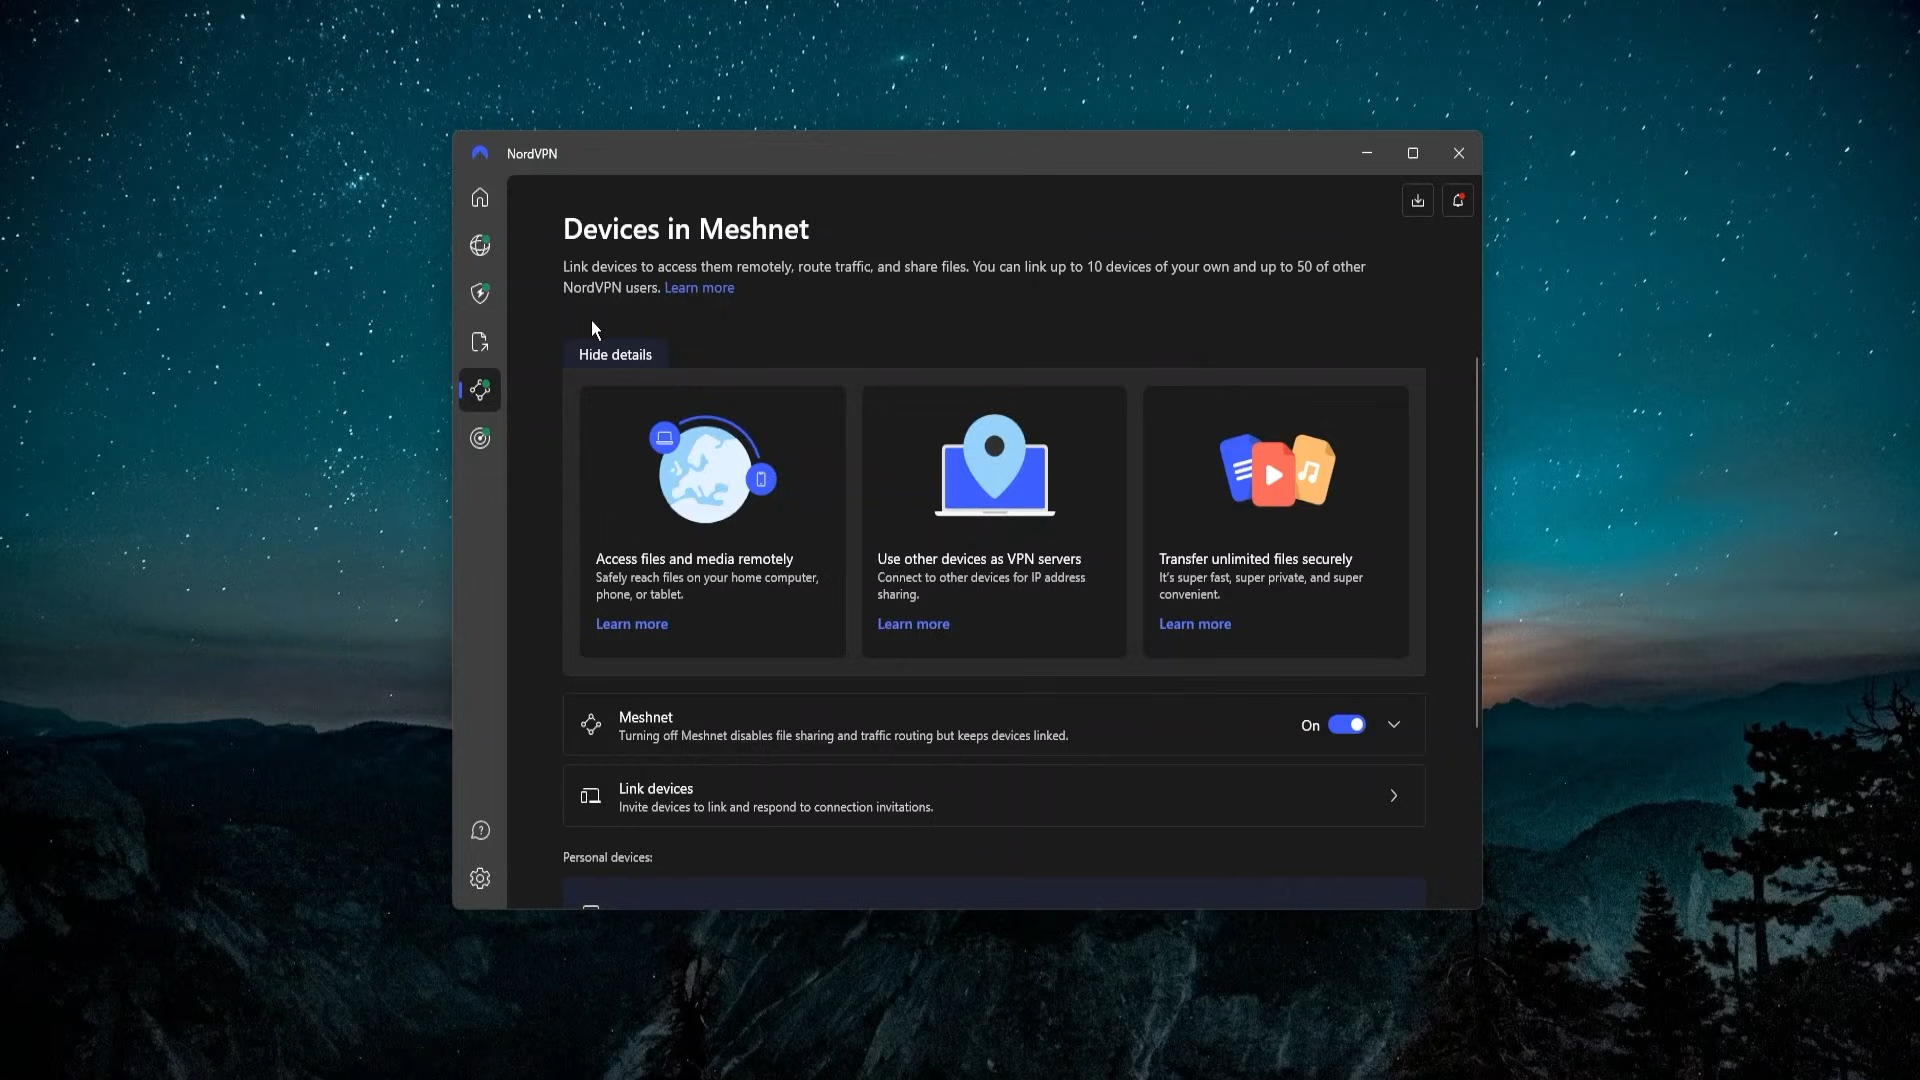 NordVPN
Devices in Meshnet
Link devices to access them remotely, route traffic, and share files. You can link up to 10 devices of your own and up to 50 of other
NordVPN users. Learn more
Hide details
Access files and media remotely
Safely reach files on your home computer,
phone, or tablet.
Learn more
Use other devices as VPN servers
Connect to other devices for IP address
sharing.
Learn more
Transfer unlimited files securely
It's super fast, super private, and super
convenient.
Learn more
Meshnet
Turning off Meshnet disables file sharing and traffic routing but keeps devices linked.
On
Link devices
Invite devices to link and respond to connection invitations.
Personal devices: